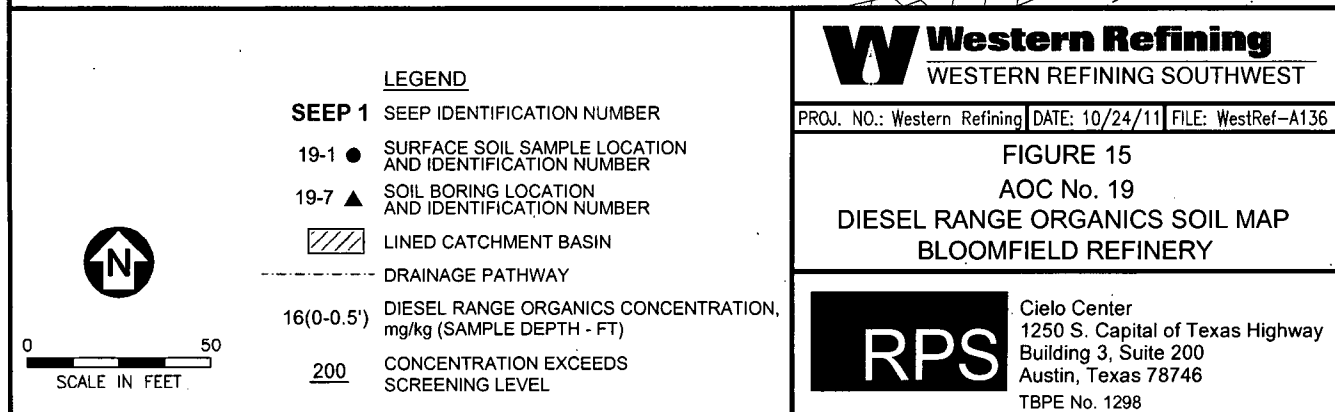 LEGEND
SEEP 1 SEEP IDENTIFICATION NUMBER
19-1 ● SURFACE SOIL SAMPLE LOCATION
AND IDENTIFICATION NUMBER
19-7 ▲ SOIL BORING LOCATION
AND IDENTIFICATION NUMBER
LINED CATCHMENT BASIN
DRAINAGE PATHWAY
16(0-0.5') DIESEL RANGE ORGANICS CONCENTRATION,
mg/kg (SAMPLE DEPTH - FT)
200 CONCENTRATION EXCEEDS
SCREENING LEVEL
N
0 50
SCALE IN FEET
W Western Refining
WESTERN REFINING SOUTHWEST
PROJ. NO.: Western Refining DATE: 10/24/11 FILE: WestRef-A136
FIGURE 15
AOC No. 19
DIESEL RANGE ORGANICS SOIL MAP
BLOOMFIELD REFINERY
RPS
Cielo Center
1250 S. Capital of Texas Highway
Building 3, Suite 200
Austin, Texas 78746
TBPE No. 1298